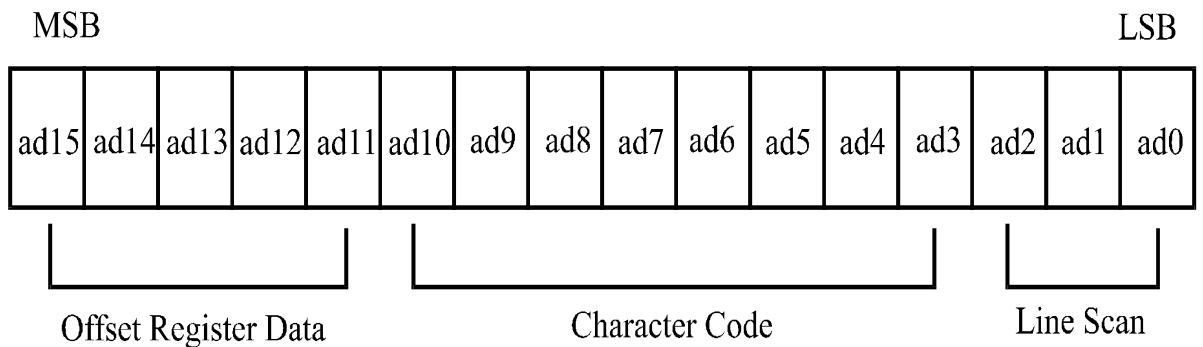 MSB LSB
ad15 ad14 ad13 ad12 ad11 ad10 ad9 ad8 ad7 ad6 ad5 ad4 ad3 ad2 ad1 ad0
Offset Register Data Character Code Line Scan